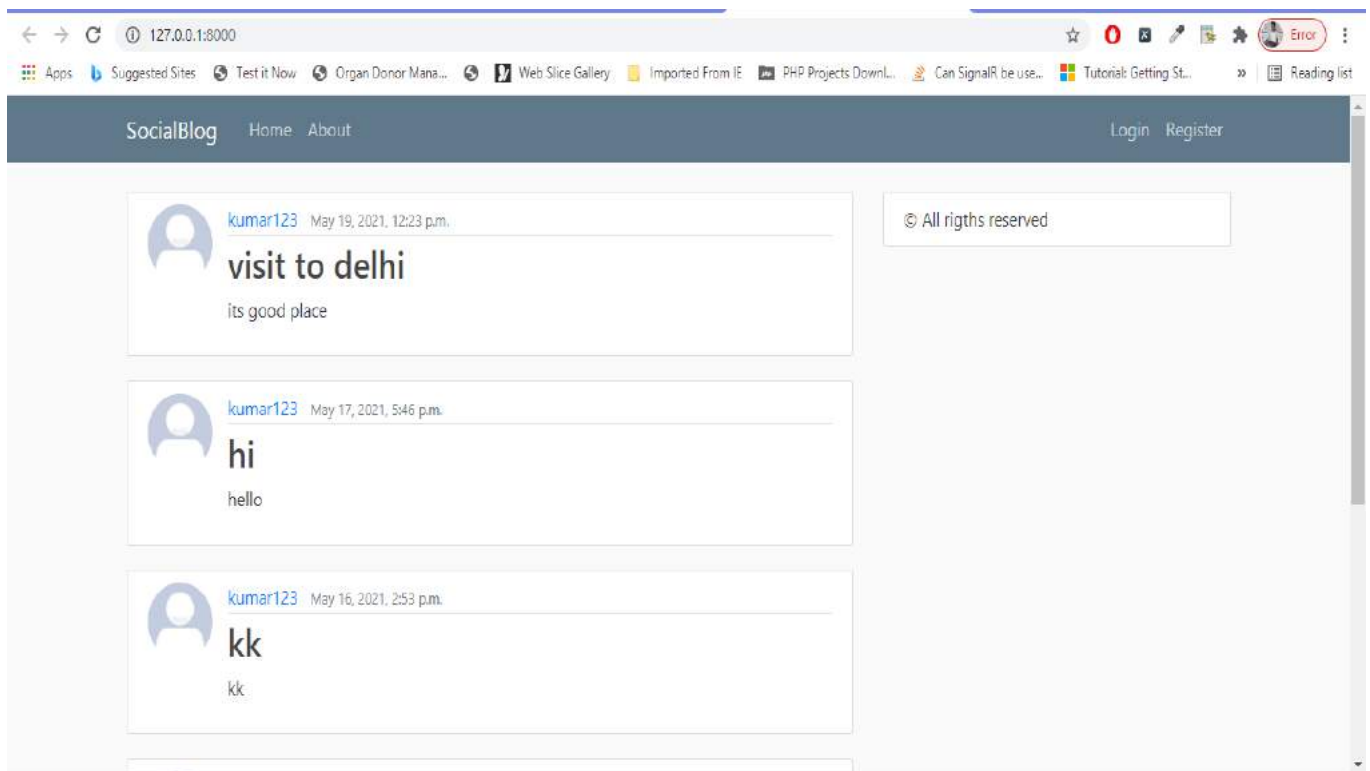 127.0.0.1:8000
Error
Apps Suggested Sites Test it Now Organ Donor Mana... Web Slice Gallery Imported From IE PHP Projects Downl... Can SignalR be use... Tutorial: Getting St... » Reading list
SocialBlog Home About Login Register
kumar123 May 19, 2021, 12:23 p.m.
visit to delhi
its good place
© All rigths reserved
kumar123 May 17, 2021, 5:46 p.m.
hi
hello
kumar123 May 16, 2021, 2:53 p.m.
kk
kk